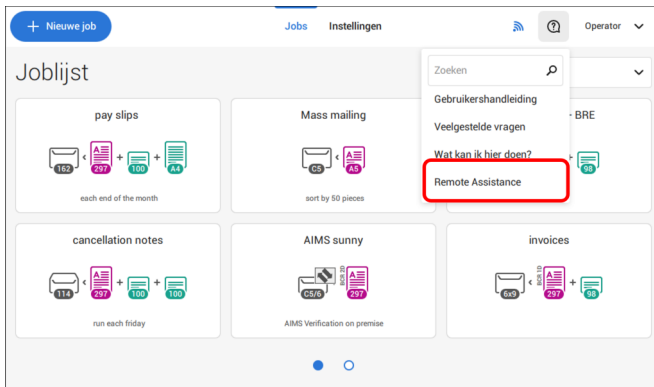 + Nieuwe job
Jobs
Instellingen
Operator
Joblijst
Zoeken
Gebruikershandleiding
Veelgestelde vragen
Wat kan ik hier doen?
Remote Assistance
pay slips
162 < 297 + 100 + A4
each end of the month
Mass mailing
C5 < A5
sort by 50 pieces
- BRE
+ 98
cancellation notes
114 < 297 + 100 + 100
run each friday
AIMS sunny
C5/6 BCR 2D 297
AIMS Verification on premise
invoices
6x9 < BCR 1D 297 + 98